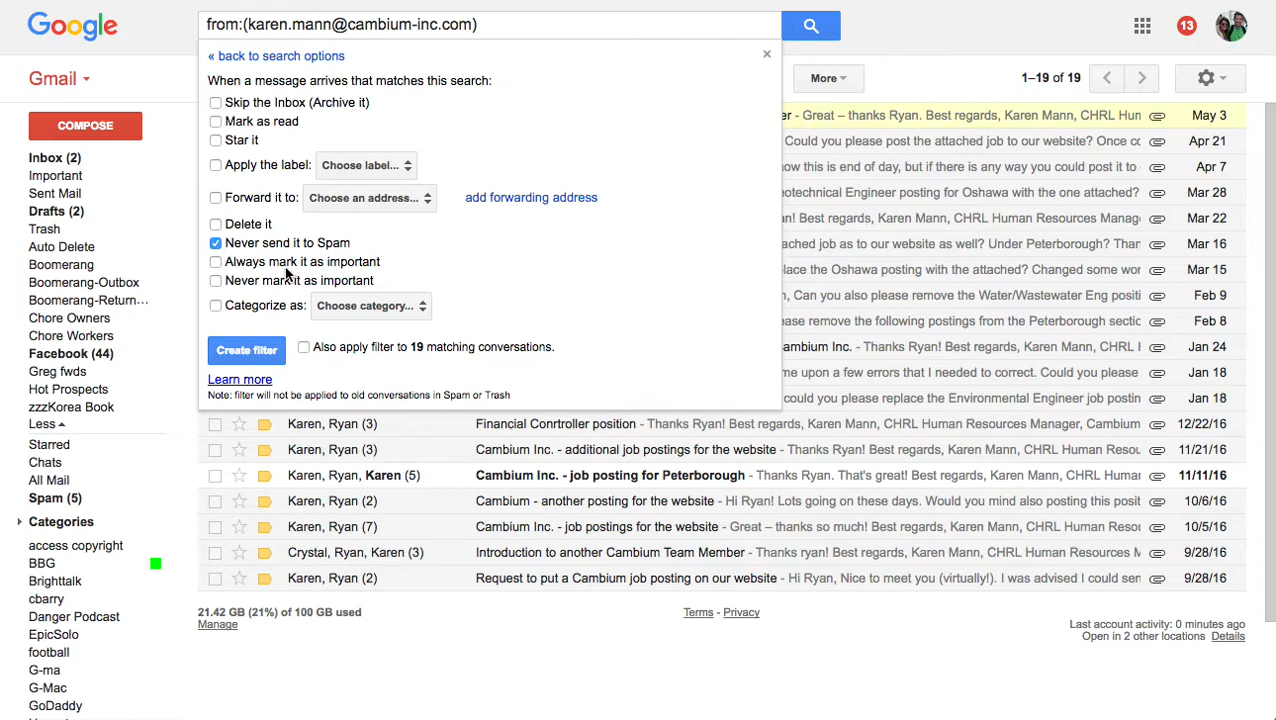 Google
from:(karen.mann@cambium-inc.com)
13
« back to search options
×
When a message arrives that matches this search:
Skip the Inbox (Archive it)
Mark as read
Star it
Apply the label: Choose label...
Forward it to: Choose an address... add forwarding address
Delete it
Never send it to Spam
Always mark it as important
Never mark it as important
Categorize as: Choose category...
Create filter Also apply filter to 19 matching conversations.
Learn more
Note: filter will not be applied to old conversations in Spam or Trash
Gmail
COMPOSE
Inbox (2)
Important
Sent Mail
Drafts (2)
Trash
Auto Delete
Boomerang
Boomerang-Outbox
Boomerang-Return...
Chore Owners
Chore Workers
Facebook (44)
Greg fwds
Hot Prospects
zzzKorea Book
Less
Starred
Chats
All Mail
Spam (5)
Categories
access copyright
BBG
Brighttalk
cbarry
Danger Podcast
EpicSolo
football
G-ma
G-Mac
GoDaddy
More
1–19 of 19
er - Great – thanks Ryan. Best regards, Karen Mann, CHRL Hun May 3
Could you please post the attached job to our website? Once co Apr 21
now this is end of day, but if there is any way you could post it to Apr 7
eotechnical Engineer posting for Oshawa with the one attached? Mar 28
an! Best regards, Karen Mann, CHRL Human Resources Manager Mar 22
ached job as to our website as well? Under Peterborough? Thank Mar 16
place the Oshawa posting with the attached? Changed some Mar 15
n, Can you also please remove the Water/Wastewater Eng position Feb 9
ease remove the following postings from the Peterborough section Feb 8
ambium Inc. - Thanks Ryan. Best regards, Karen Mann, CHRL Jan 24
me upon a few errors that I needed to correct. Could you please Jan 18
could you please replace the Environmental Engineer job posting Jan 18
Karen, Ryan (3) Financial Conrtroller position - Thanks Ryan! Best regards, Karen Mann, CHRL Human Resources Manager, Cambium 12/22/16
Karen, Ryan (3) Cambium Inc. - additional job postings for the website - Thanks Ryan! Best regards, Karen Mann, CHRL Human Resou 11/21/16
Karen, Ryan, Karen (5) Cambium Inc. - job posting for Peterborough - Thanks Ryan. That's great! Best regards, Karen Mann, CHRL Human 11/11/16
Karen, Ryan (2) Cambium - another posting for the website - Hi Ryan! Lots going on these days. Would you mind also posting this posit 10/6/16
Karen, Ryan (7) Cambium Inc. - job postings for the website - Great – thanks so much! Best regards, Karen Mann, CHRL Human Resou 10/5/16
Crystal, Ryan, Karen (3) Introduction to another Cambium Team Member - Thanks ryan! Best regards, Karen Mann, CHRL Human Resources M 9/28/16
Karen, Ryan (2) Request to put a Cambium job posting on our website - Hi Ryan, Nice to meet you (virtually!). I was advised I could sen 9/28/16
21.42 GB (21%) of 100 GB used
Manage
Terms - Privacy
Last account activity: 0 minutes ago
Open in 2 other locations Details